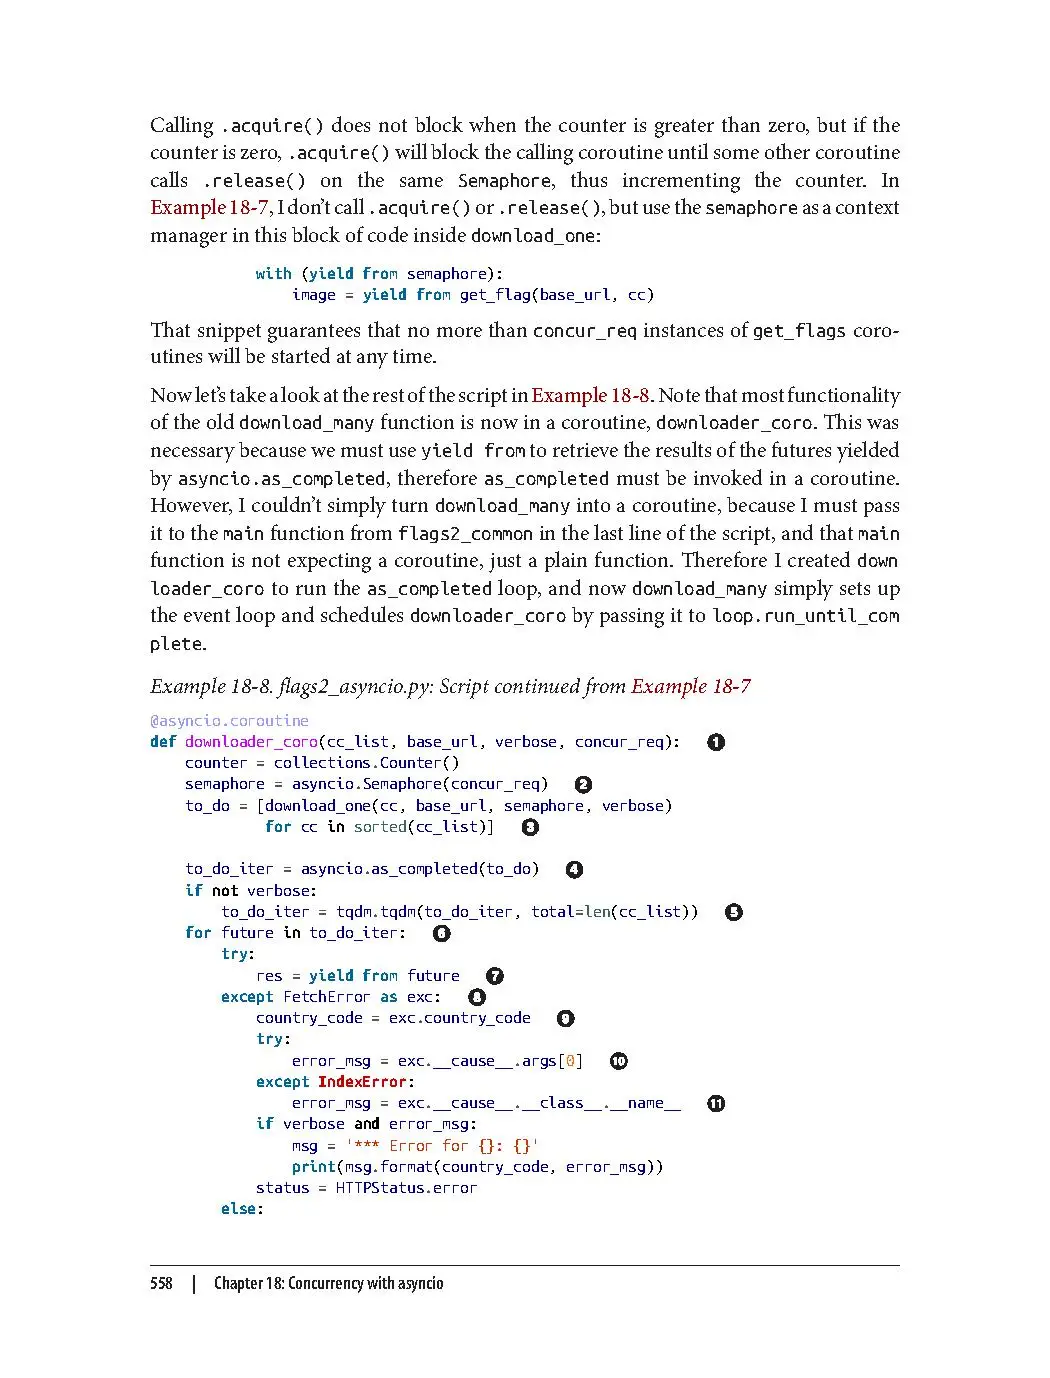 Calling .acquire() does not block when the counter is greater than zero, but if the
counter is zero, .acquire() will block the calling coroutine until some other coroutine
calls .release() on the same Semaphore, thus incrementing the counter. In
Example 18-7, I don’t call .acquire() or .release(), but use the semaphore as a context
manager in this block of code inside download_one:
with (yield from semaphore):
    image = yield from get_flag(base_url, cc)
That snippet guarantees that no more than concur_req instances of get_flags coro-
utines will be started at any time.
Now let’s take a look at the rest of the script in Example 18-8. Note that most functionality
of the old download_many function is now in a coroutine, downloader_coro. This was
necessary because we must use yield from to retrieve the results of the futures yielded
by asyncio.as_completed, therefore as_completed must be invoked in a coroutine.
However, I couldn’t simply turn download_many into a coroutine, because I must pass
it to the main function from flags2_common in the last line of the script, and that main
function is not expecting a coroutine, just a plain function. Therefore I created down
loader_coro to run the as_completed loop, and now download_many simply sets up
the event loop and schedules downloader_coro by passing it to loop.run_until_com
plete.
Example 18-8. flags2_asyncio.py: Script continued from Example 18-7
@asyncio.coroutine
def downloader_coro(cc_list, base_url, verbose, concur_req): ❶
    counter = collections.Counter()
    semaphore = asyncio.Semaphore(concur_req) ❷
    to_do = [download_one(cc, base_url, semaphore, verbose)
             for cc in sorted(cc_list)] ❸
    to_do_iter = asyncio.as_completed(to_do) ❹
    if not verbose:
        to_do_iter = tqdm.tqdm(to_do_iter, total=len(cc_list)) ❺
    for future in to_do_iter: ❻
        try:
            res = yield from future ❼
        except FetchError as exc: ❽
            country_code = exc.country_code ❾
            try:
                error_msg = exc.__cause__.args[0] ❿
            except IndexError:
                error_msg = exc.__cause__.__class__.__name__ ⓫
            if verbose and error_msg:
                msg = '*** Error for {}: {}'
                print(msg.format(country_code, error_msg))
            status = HTTPStatus.error
        else:
558 | Chapter 18: Concurrency with asyncio